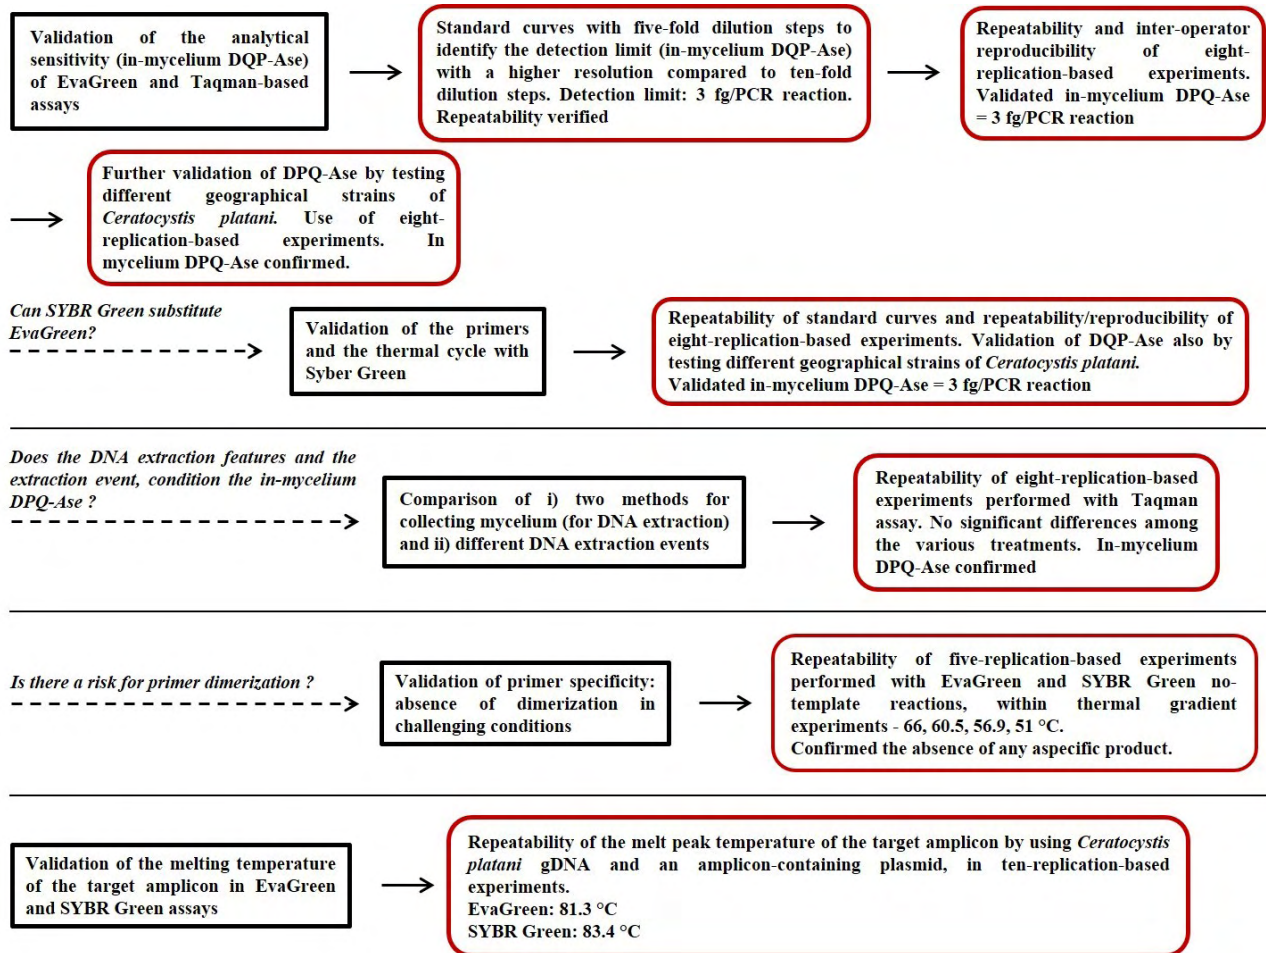 Validation of the analytical
sensitivity (in-mycelium DQP-Ase)
of EvaGreen and Taqman-based
assays
Standard curves with five-fold dilution steps to
identify the detection limit (in-mycelium DQP-Ase)
with a higher resolution compared to ten-fold
dilution steps. Detection limit: 3 fg/PCR reaction.
Repeatability verified
Repeatability and inter-operator
reproducibility of eight-
replication-based experiments.
Validated in-mycelium DPQ-Ase
= 3 fg/PCR reaction
Further validation of DPQ-Ase by testing
different geographical strains of
Ceratocystis platani. Use of eight-
replication-based experiments. In
mycelium DPQ-Ase confirmed.
Can SYBR Green substitute
EvaGreen?
Validation of the primers
and the thermal cycle with
Syber Green
Repeatability of standard curves and repeatability/reproducibility of
eight-replication-based experiments. Validation of DQP-Ase also by
testing different geographical strains of Ceratocystis platani.
Validated in-mycelium DPQ-Ase = 3 fg/PCR reaction
Does the DNA extraction features and the
extraction event, condition the in-mycelium
DPQ-Ase ?
Comparison of i) two methods for
collecting mycelium (for DNA extraction)
and ii) different DNA extraction events
Repeatability of eight-replication-based
experiments performed with Taqman
assay. No significant differences among
the various treatments. In-mycelium
DPQ-Ase confirmed
Is there a risk for primer dimerization ?
Validation of primer specificity:
absence of dimerization in
challenging conditions
Repeatability of five-replication-based experiments
performed with EvaGreen and SYBR Green no-
template reactions, within thermal gradient
experiments - 66, 60.5, 56.9, 51 °C.
Confirmed the absence of any aspecific product.
Validation of the melting temperature
of the target amplicon in EvaGreen
and SYBR Green assays
Repeatability of the melt peak temperature of the target amplicon by using Ceratocystis
platani gDNA and an amplicon-containing plasmid, in ten-replication-based
experiments.
EvaGreen: 81.3 °C
SYBR Green: 83.4 °C